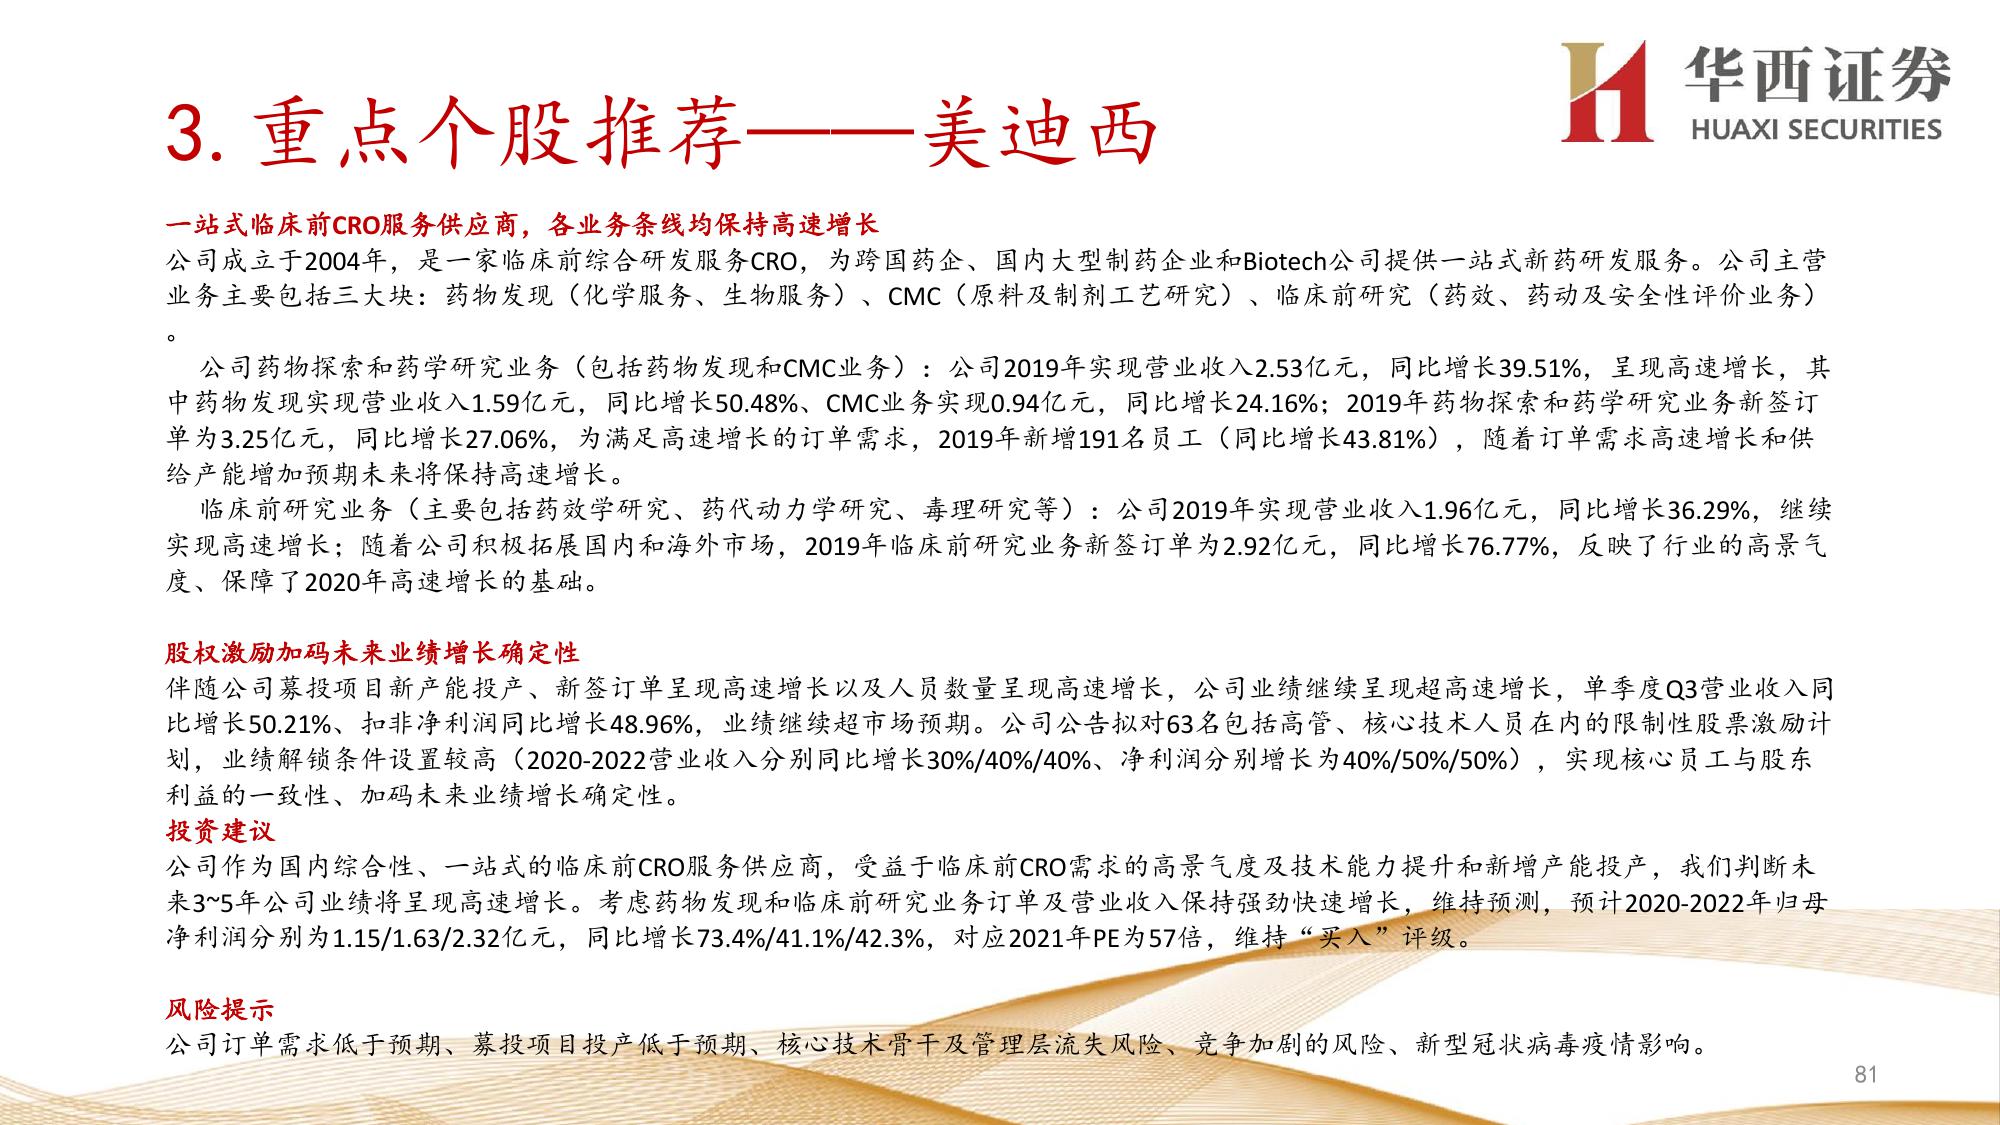 华西证券
HUAXI SECURITIES
3. 重点个股推荐——美迪西
一站式临床前CRO服务供应商，各业务条线均保持高速增长
公司成立于2004年，是一家临床前综合研发服务CRO，为跨国药企、国内大型制药企业和Biotech公司提供一站式新药研发服务。公司主营
业务主要包括三大块：药物发现（化学服务、生物服务）、CMC（原料及制剂工艺研究）、临床前研究（药效、药动及安全性评价业务）
。
公司药物探索和药学研究业务（包括药物发现和CMC业务）：公司2019年实现营业收入2.53亿元，同比增长39.51%，呈现高速增长，其
中药物发现实现营业收入1.59亿元，同比增长50.48%、CMC业务实现0.94亿元，同比增长24.16%；2019年药物探索和药学研究业务新签订
单为3.25亿元，同比增长27.06%，为满足高速增长的订单需求，2019年新增191名员工（同比增长43.81%），随着订单需求高速增长和供
给产能增加预期未来将保持高速增长。
临床前研究业务（主要包括药效学研究、药代动力学研究、毒理研究等）：公司2019年实现营业收入1.96亿元，同比增长36.29%，继续
实现高速增长；随着公司积极拓展国内和海外市场，2019年临床前研究业务新签订单为2.92亿元，同比增长76.77%，反映了行业的高景气
度、保障了2020年高速增长的基础。
股权激励加码未来业绩增长确定性
伴随公司募投项目新产能投产、新签订单呈现高速增长以及人员数量呈现高速增长，公司业绩继续呈现超高速增长，单季度Q3营业收入同
比增长50.21%、扣非净利润同比增长48.96%，业绩继续超市场预期。公司公告拟对63名包括高管、核心技术人员在内的限制性股票激励计
划，业绩解锁条件设置较高（2020-2022营业收入分别同比增长30%/40%/40%、净利润分别增长为40%/50%/50%），实现核心员工与股东
利益的一致性、加码未来业绩增长确定性。
投资建议
公司作为国内综合性、一站式的临床前CRO服务供应商，受益于临床前CRO需求的高景气度及技术能力提升和新增产能投产，我们判断未
来3~5年公司业绩将呈现高速增长。考虑药物发现和临床前研究业务订单及营业收入保持强劲快速增长，维持预测，预计2020-2022年归母
净利润分别为1.15/1.63/2.32亿元，同比增长73.4%/41.1%/42.3%，对应2021年PE为57倍，维持“买入”评级。
风险提示
公司订单需求低于预期、募投项目投产低于预期、核心技术骨干及管理层流失风险、竞争加剧的风险、新型冠状病毒疫情影响。
81